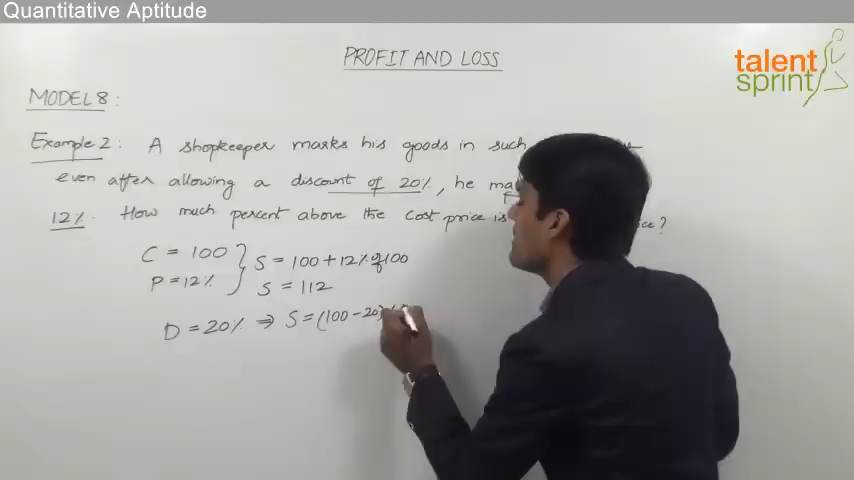 Quantitative Aptitude
PROFIT AND LOSS
talent
sprint
MODEL 8 :
Example 2 : A shopkeeper marks his goods in such
even after allowing a discount of 20%, he
12%. How much percent above the cost price is
C = 100
P = 12%
S = 100 + 12% of 100
S = 112
D = 20% ⇒ S = (100 - 20)